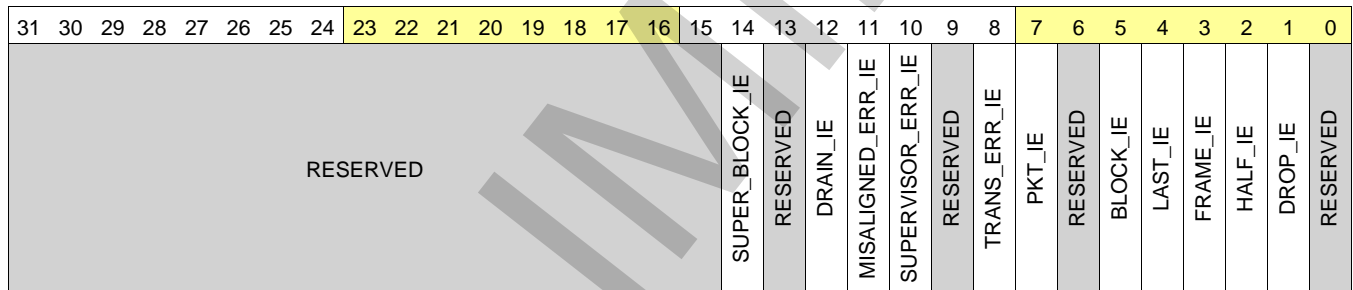 31 30 29 28 27 26 25 24 23 22 21 20 19 18 17 16 15 14 13 12 11 10 9 8 7 6 5 4 3 2 1 0
RESERVED
SUPER_BLOCK_IE
RESERVED
DRAIN_IE
MISALIGNED_ERR_IE
SUPERVISOR_ERR_IE
RESERVED
TRANS_ERR_IE
PKT_IE
RESERVED
BLOCK_IE
LAST_IE
FRAME_IE
HALF_IE
DROP_IE
RESERVED